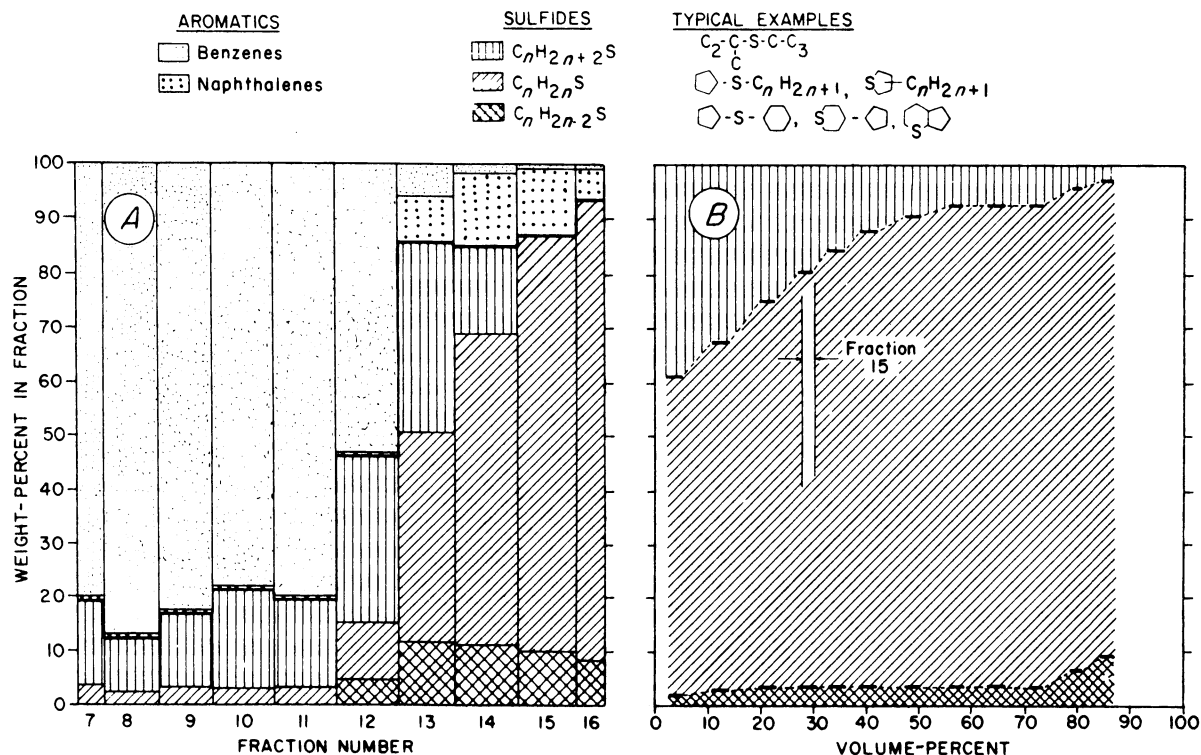 AROMATICS
Benzenes
Naphthalenes
SULFIDES
CnH2n+2S
CnH2nS
CnH2n-2S
TYPICAL EXAMPLES
C2-C-S-C-C3
C
-S-CnH2n+1, S CnH2n+1
-S- , S - , S
WEIGHT-PERCENT IN FRACTION
100
90
80
70
60
50
40
30
20
10
0
A
7 8 9 10 11 12 13 14 15 16
FRACTION NUMBER
B
Fraction
15
0 10 20 30 40 50 60 70 80 90 100
VOLUME-PERCENT